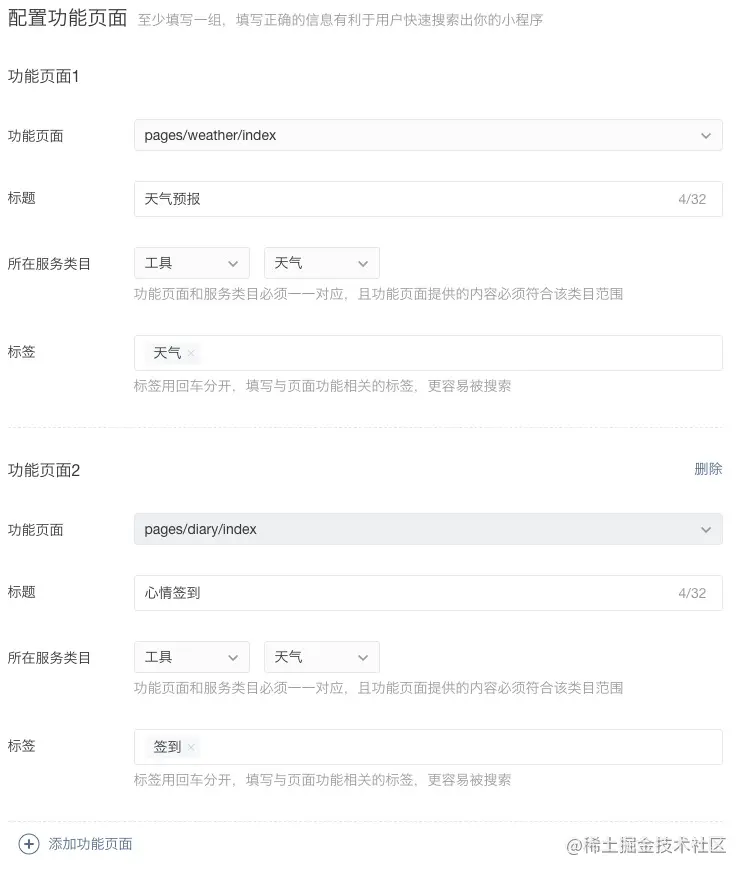 配置功能页面 至少填写一组，填写正确的信息有利于用户快速搜索出你的小程序
功能页面1
功能页面 pages/weather/index
标题 天气预报 4/32
所在服务类目 工具 天气
功能页面和服务类目必须一一对应，且功能页面提供的内容必须符合该类目范围
标签 天气 ×
标签用回车分开，填写与页面功能相关的标签，更容易被搜索
功能页面2 删除
功能页面 pages/diary/index
标题 心情签到 4/32
所在服务类目 工具 天气
功能页面和服务类目必须一一对应，且功能页面提供的内容必须符合该类目范围
标签 签到 ×
标签用回车分开，填写与页面功能相关的标签，更容易被搜索
添加功能页面
@稀土掘金技术社区